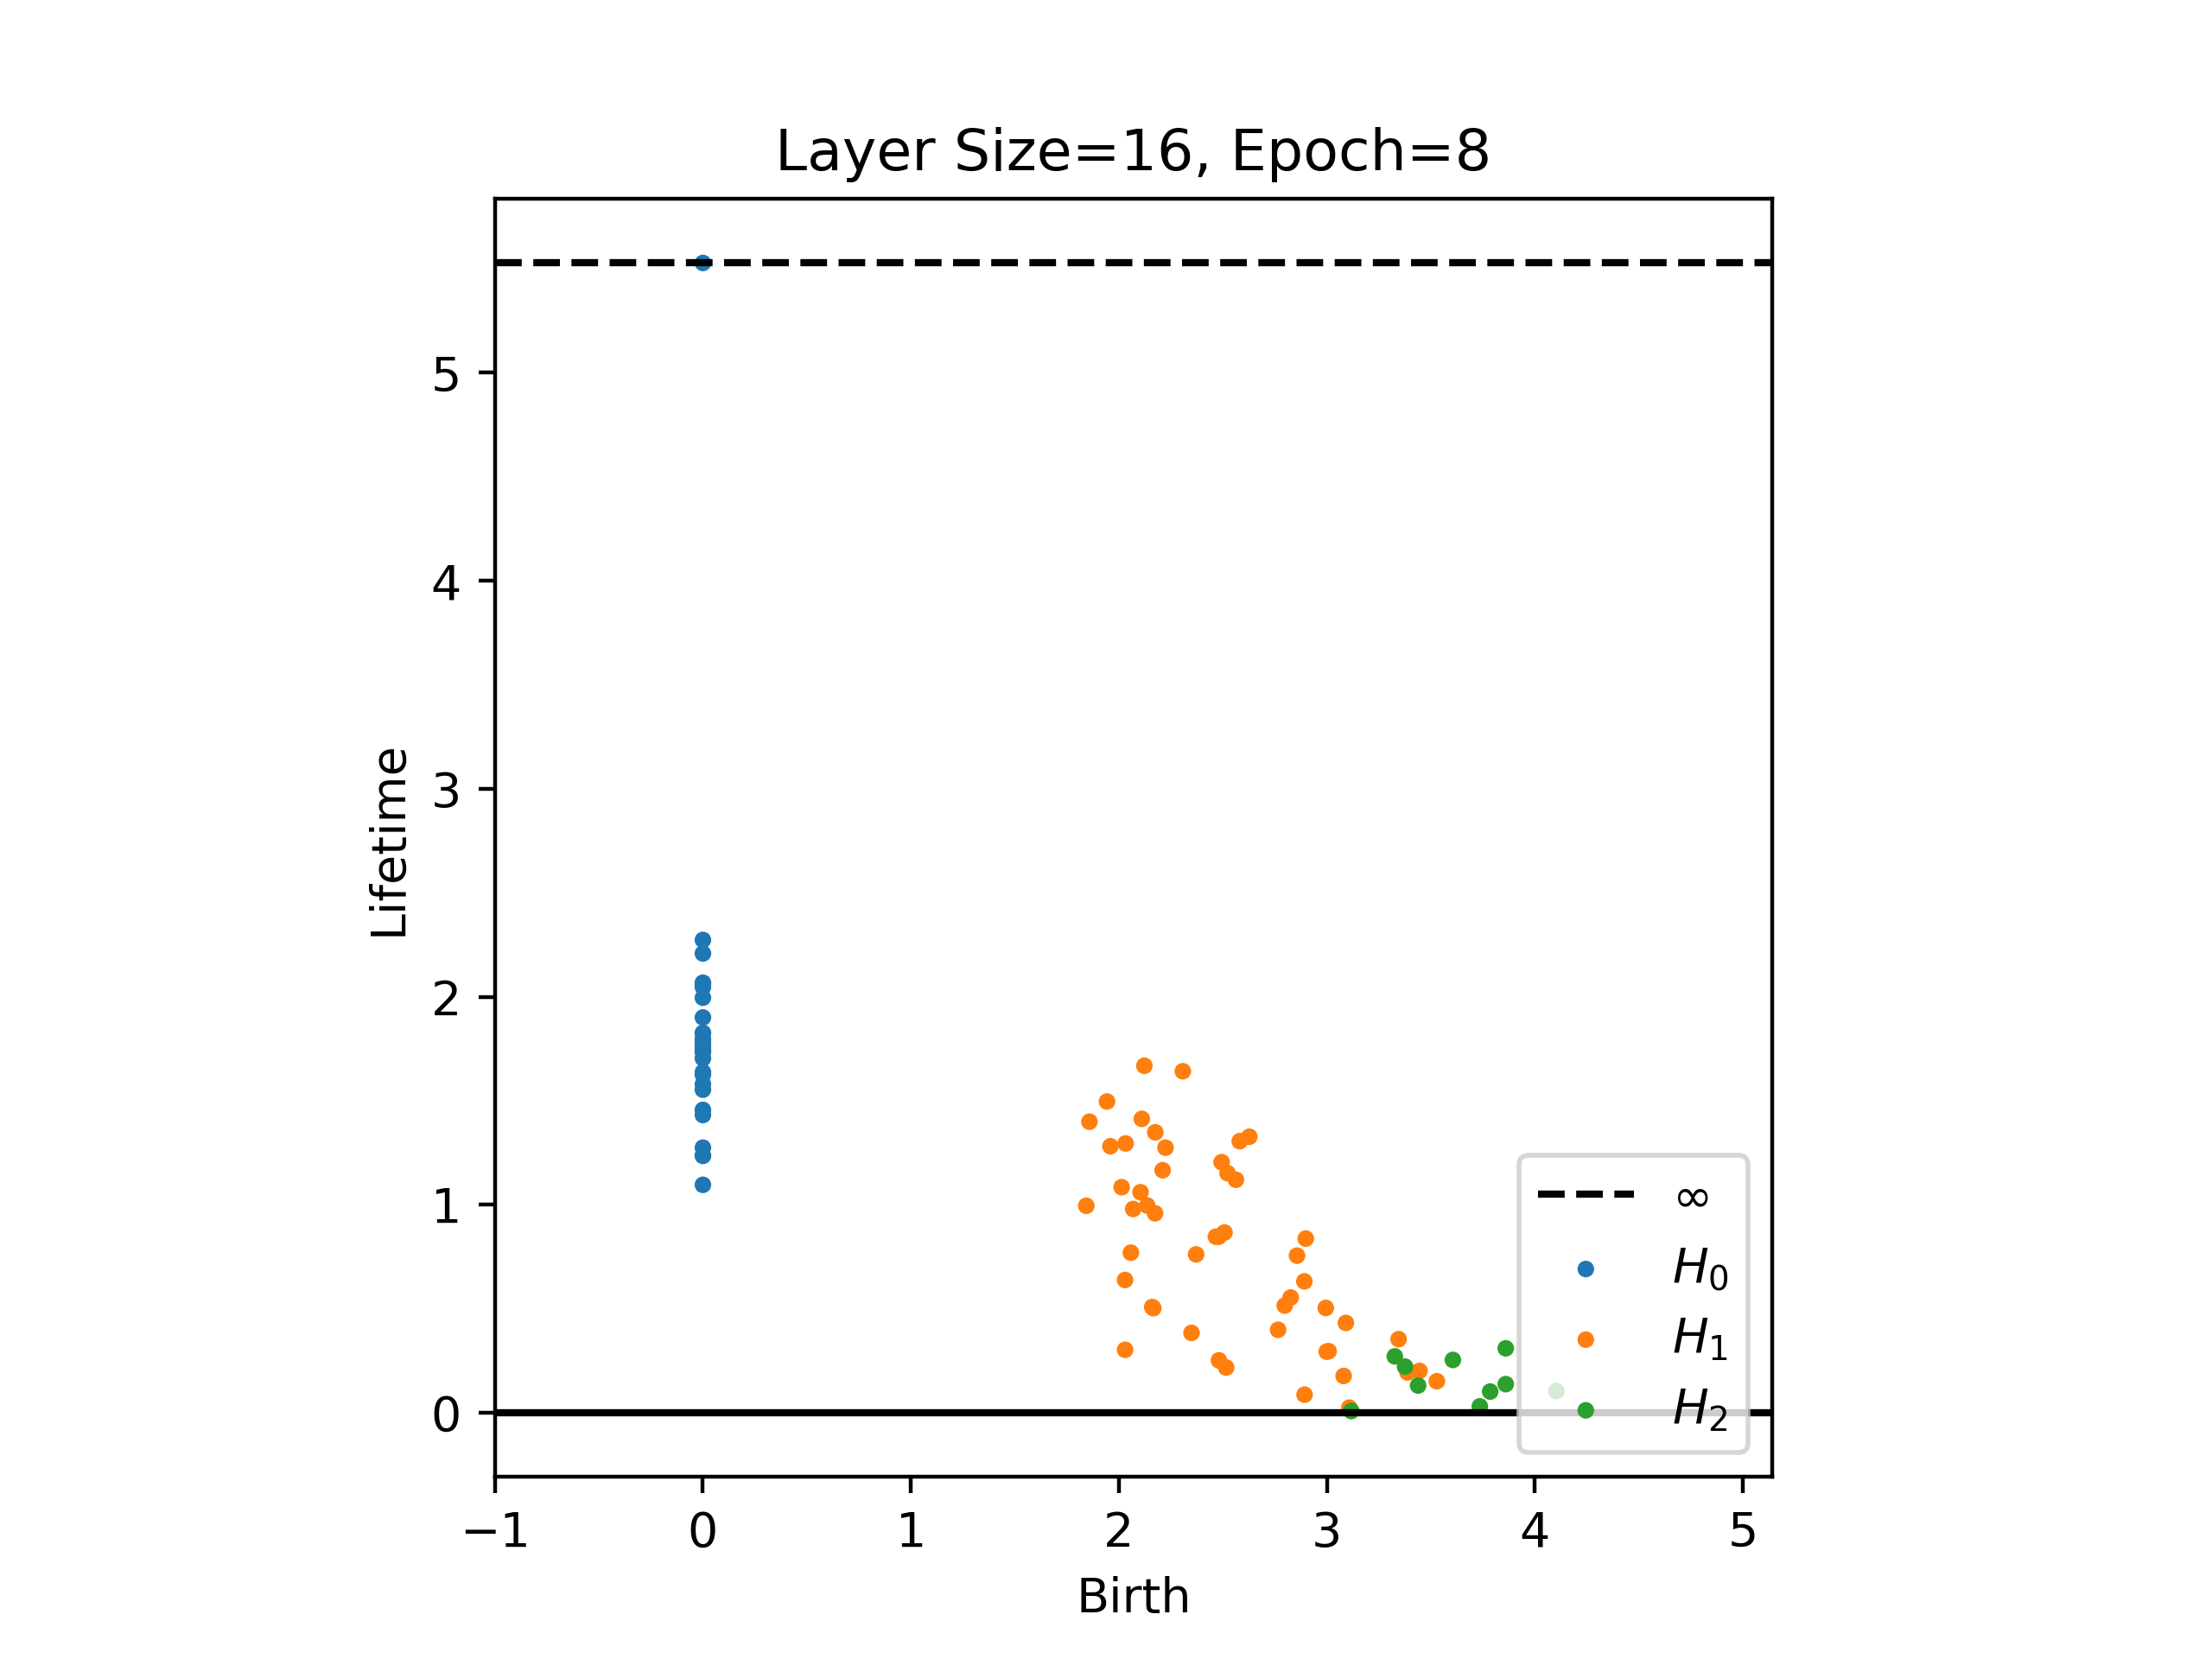 Layer Size=16, Epoch=8
5
4
3
2
1
0
Lifetime
∞
H₀
H₁
H₂
−1 0 1 2 3 4 5
Birth